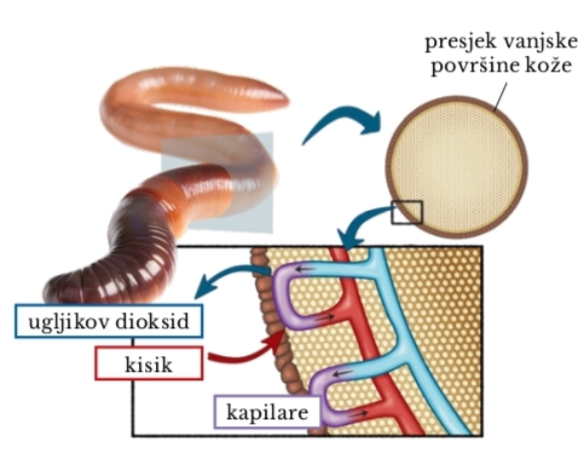 presjek vanjske
površine kože
ugljikov dioksid
kisik
kapilare